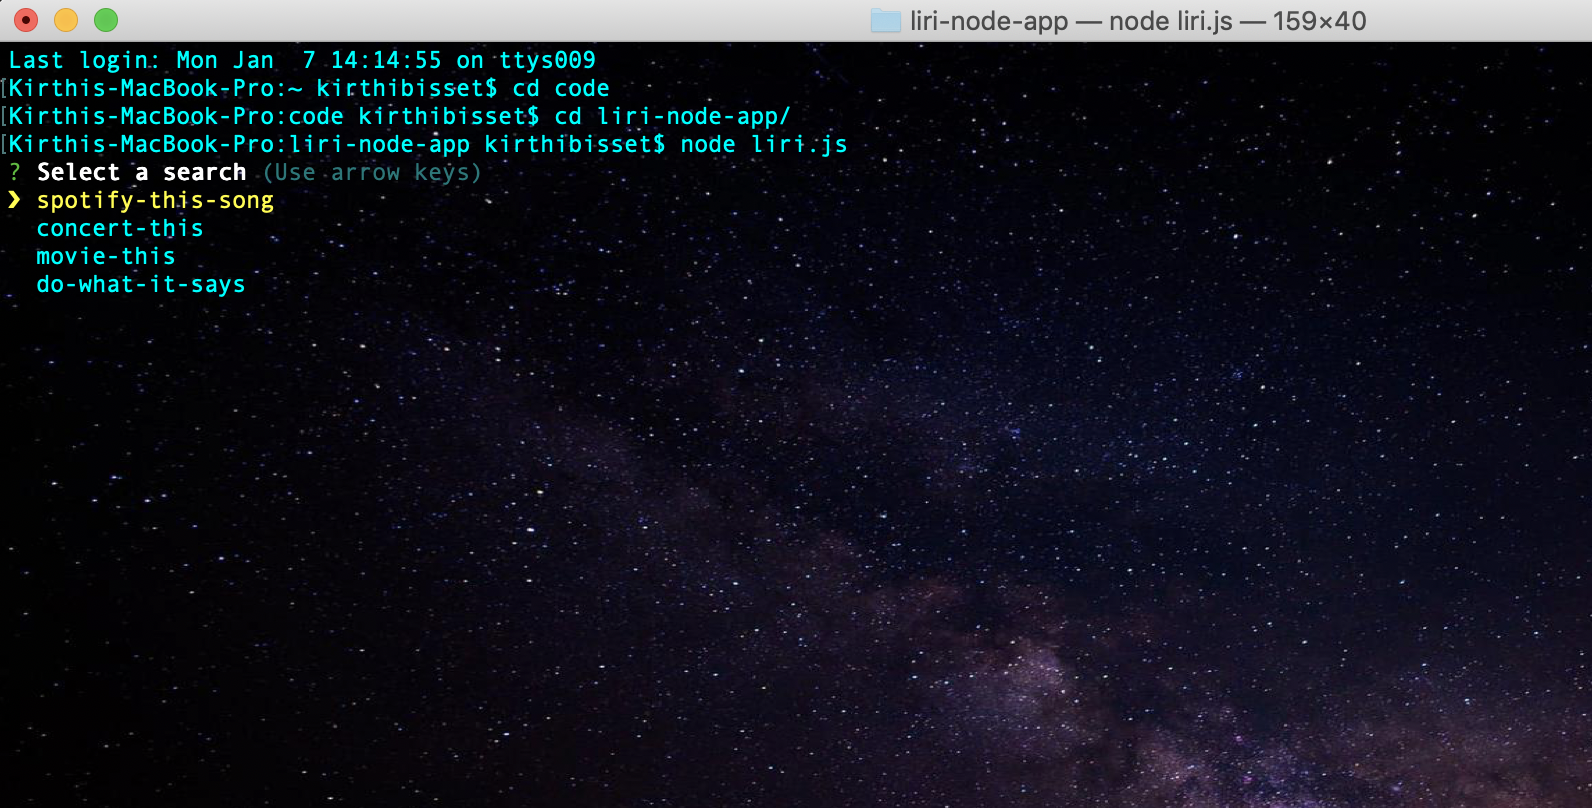 liri-node-app — node liri.js — 159×40
Last login: Mon Jan  7 14:14:55 on ttys009
[Kirthis-MacBook-Pro:~ kirthibisset$ cd code
[Kirthis-MacBook-Pro:code kirthibisset$ cd liri-node-app/
[Kirthis-MacBook-Pro:liri-node-app kirthibisset$ node liri.js
? Select a search (Use arrow keys)
❯ spotify-this-song
concert-this
movie-this
do-what-it-says